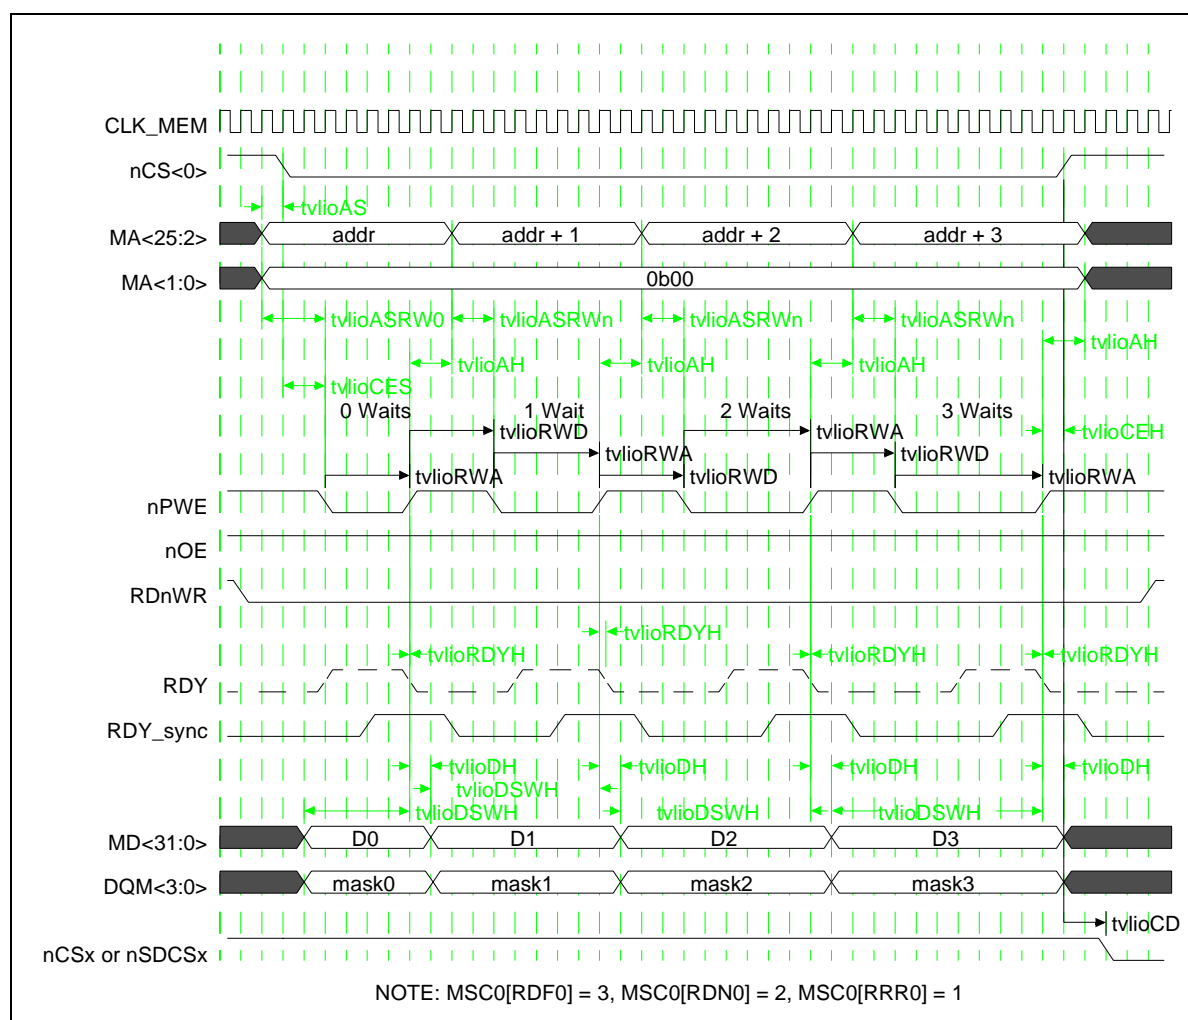 CLK_MEM
nCS<0>
tvlioAS
MA<25:2> addr addr + 1 addr + 2 addr + 3
MA<1:0> 0b00
tvlioASRW0 tvlioASRWn tvlioASRWn tvlioASRWn
tvlioAH tvlioAH tvlioAH tvlioAH
tvlioCES
0 Waits 1 Wait 2 Waits 3 Waits
tvlioRWD tvlioRWA tvlioCEH
tvlioRWA tvlioRWD
tvlioRWA tvlioRWD tvlioRWA
nPWE
nOE
RDnWR
tvlioRDYH
tvlioRDYH tvlioRDYH tvlioRDYH
RDY
RDY_sync
tvlioDH tvlioDH tvlioDH tvlioDH
tvlioDSWH
tvlioDSWH tvlioDSWH tvlioDSWH
MD<31:0> D0 D1 D2 D3
DQM<3:0> mask0 mask1 mask2 mask3
tvlioCD
nCSx or nSDCSx
NOTE: MSC0[RDF0] = 3, MSC0[RDN0] = 2, MSC0[RRR0] = 1